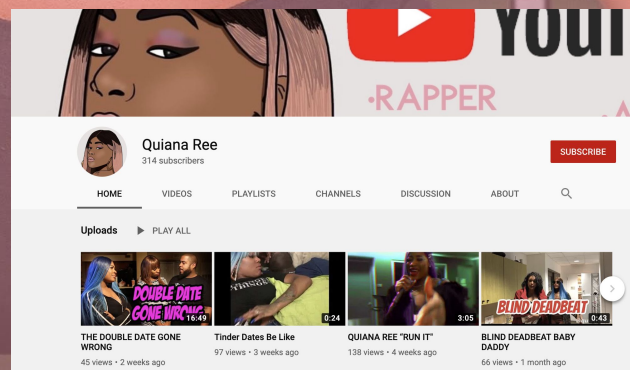 YouT
•RAPPER
Quiana Ree
314 subscribers
SUBSCRIBE
HOME VIDEOS PLAYLISTS CHANNELS DISCUSSION ABOUT
Uploads PLAY ALL
DOUBLE DATE
GONE WRONG
16:49
0:24
3:05
BLIND DEADBEAT
0:43
THE DOUBLE DATE GONE
WRONG
45 views • 2 weeks ago
Tinder Dates Be Like
97 views • 3 weeks ago
QUIANA REE "RUN IT"
138 views • 4 weeks ago
BLIND DEADBEAT BABY
DADDY
66 views • 1 month ago